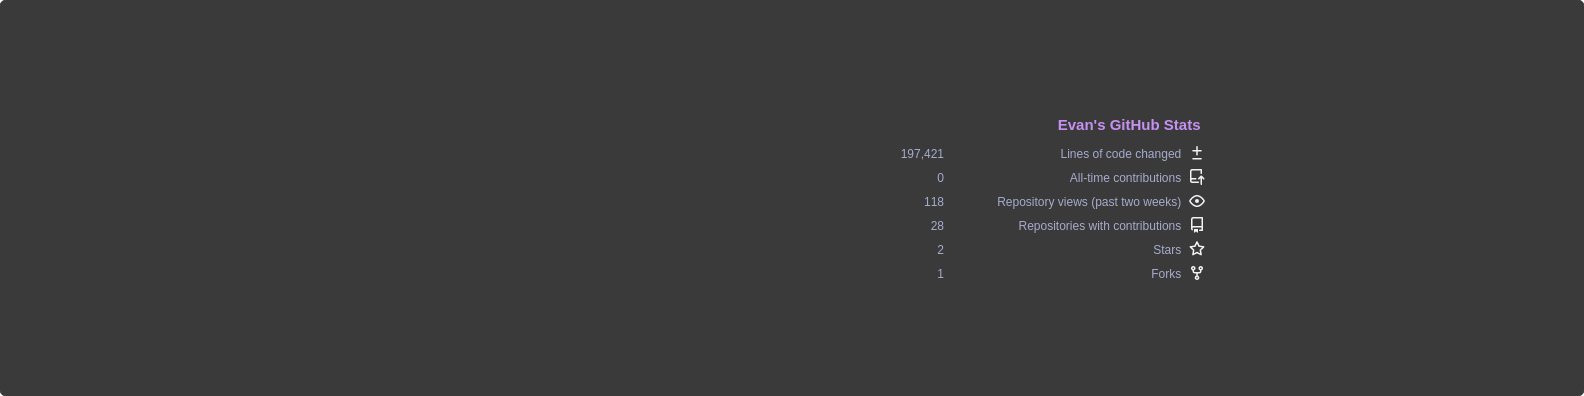 Evan's GitHub Stats
197,421 Lines of code changed
0 All-time contributions
118 Repository views (past two weeks)
28 Repositories with contributions
2 Stars
1 Forks